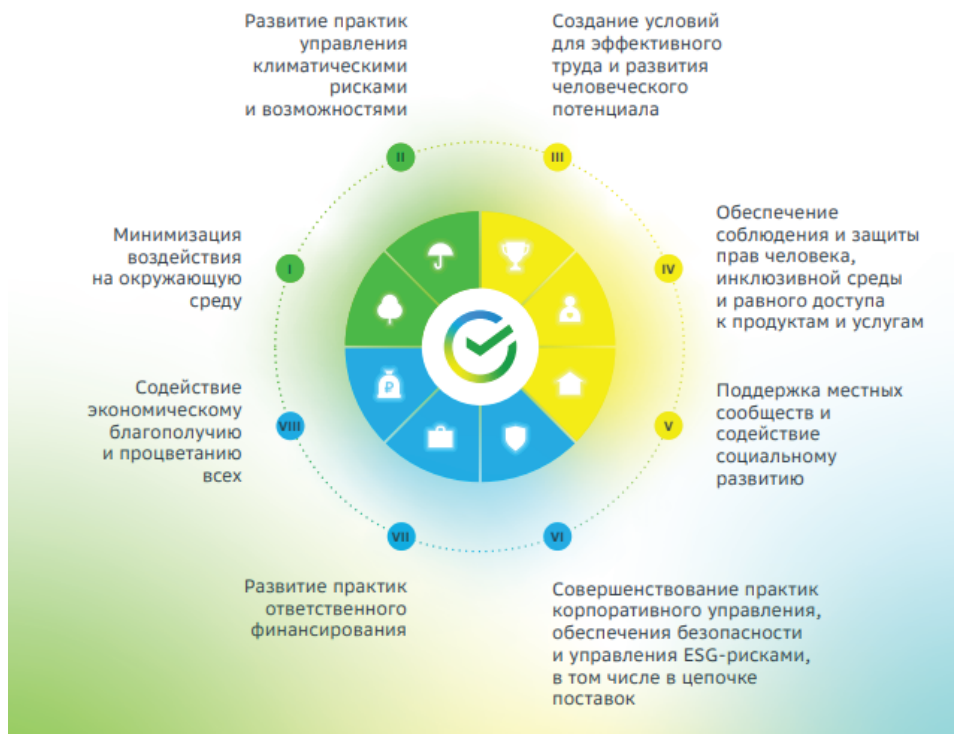 Развитие практик
управления
климатическими
рисками
и возможностями
II
Создание условий
для эффективного
труда и развития
человеческого
потенциала
III
Минимизация
воздействия
на окружающую
среду
I
Обеспечение
соблюдения и защиты
прав человека,
инклюзивной среды
и равного доступа
к продуктам и услугам
IV
₽
Содействие
экономическому
благополучию
и процветанию
всех
VIII
Поддержка местных
сообществ и
содействие
социальному
развитию
V
VII
Развитие практик
ответственного
финансирования
VI
Совершенствование практик
корпоративного управления,
обеспечения безопасности
и управления ESG-рисками,
в том числе в цепочке
поставок